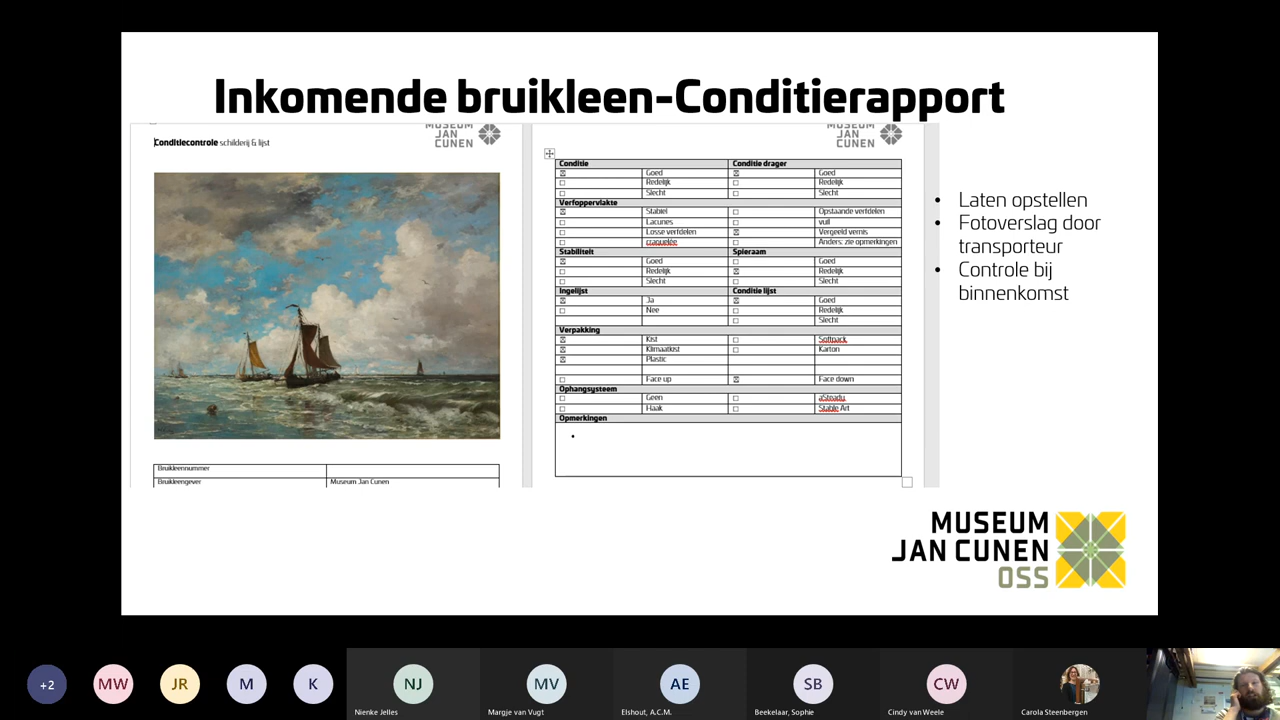 Inkomende bruikleen-Conditierapport
MUSEUM
JAN
CUNEN
Conditiecontrole schilderij & lijst
Bruikleennummer
Bruikleengever Museum Jan Cunen
MUSEUM
JAN
CUNEN
Conditie Conditie drager
Goed Goed
Redelijk Redelijk
Slecht Slecht
Verfoppervlakte
Stabiel Opstaande verfdelen
Lacunes vuil
Losse verfdelen Vergeeld vernis
craquelée Anders: zie opmerkingen
Stabiliteit Spieraam
Goed Goed
Redelijk Redelijk
Slecht Slecht
Ingelijst Conditie lijst
Ja Goed
Nee Redelijk
Slecht
Verpakking
Kist Softpack
Klimaatkist Karton
Plastic
Face up Face down
Ophangsysteem
Geen aSteady
Haak Stable Art
Opmerkingen
• Laten opstellen
• Fotoverslag door
transporteur
• Controle bij
binnenkomst
MUSEUM
JAN CUNEN
OSS
+2
MW
JR
M
K
NJ
Nienke Jelles
MV
Margje van Vugt
AE
Elshout, A.C.M.
SB
Beekelaar, Sophie
CW
Cindy van Weele
Carola Steenbergen